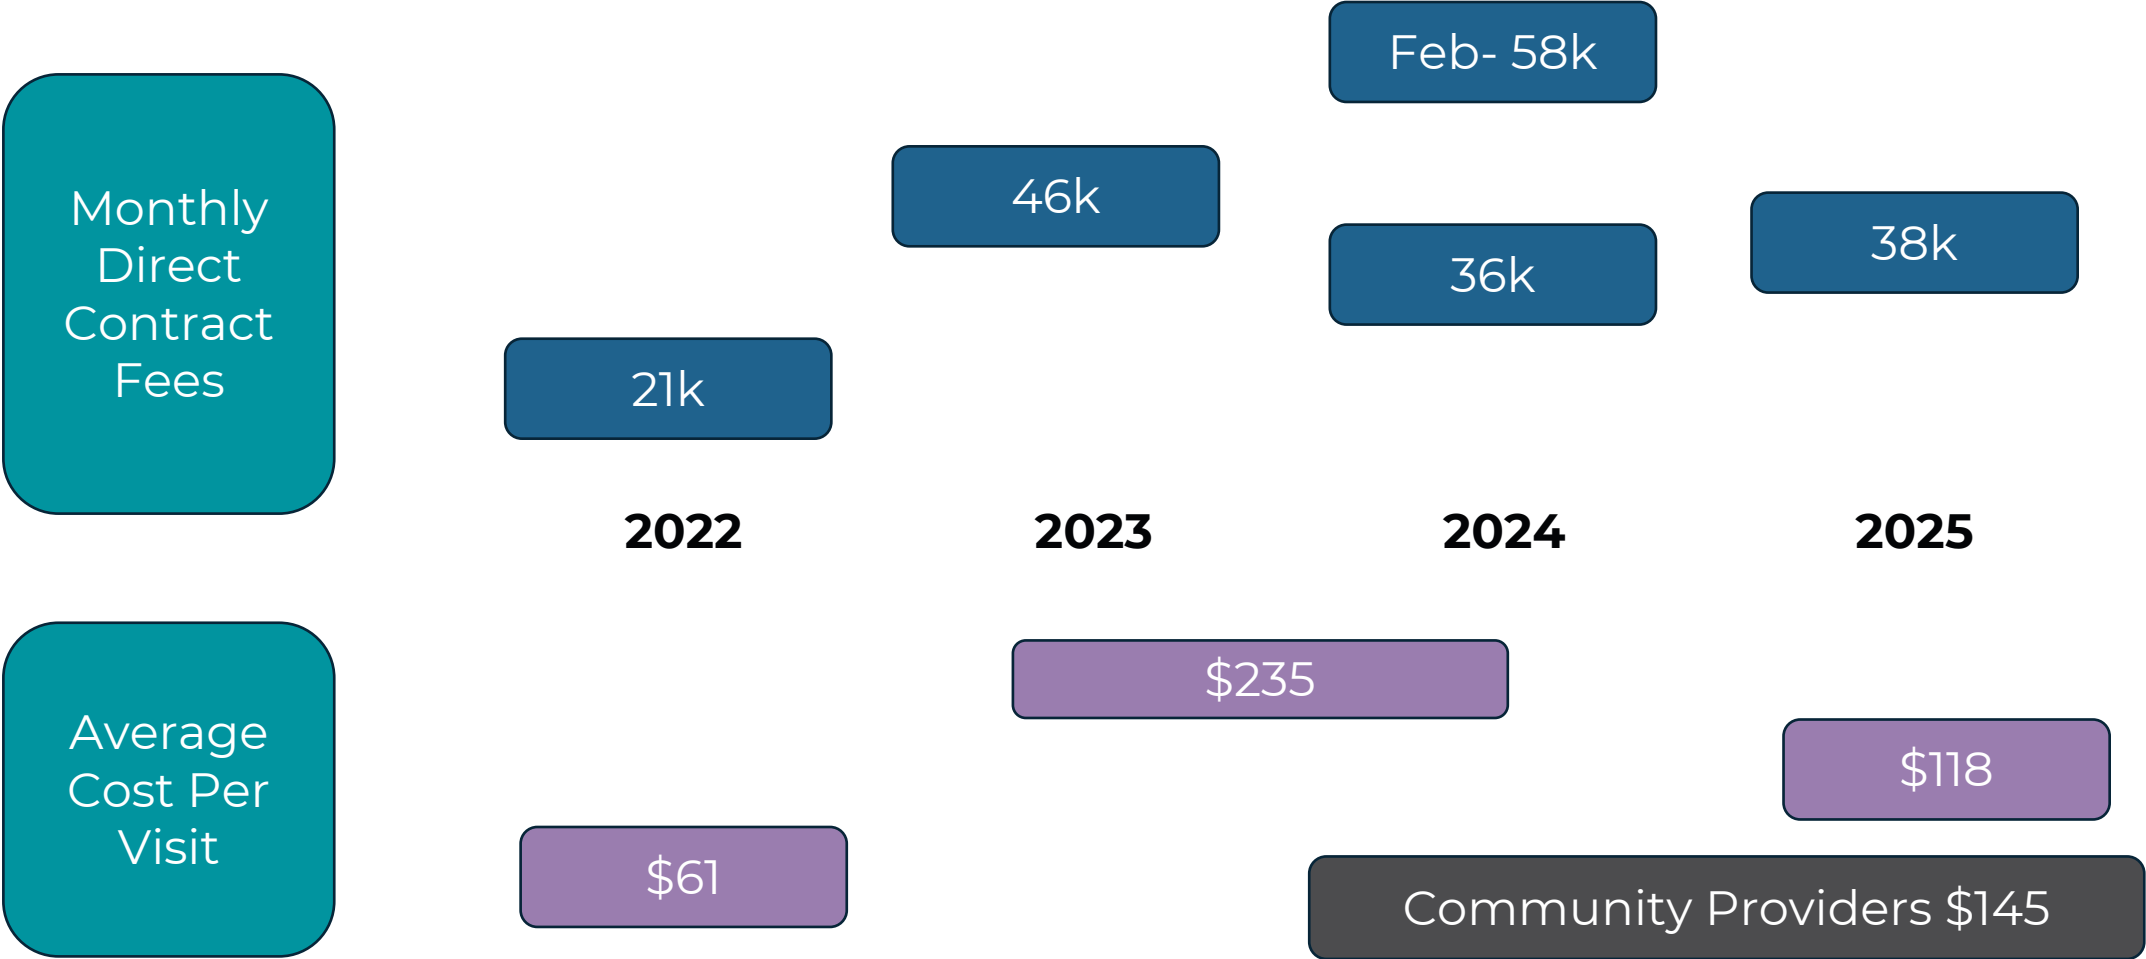 Monthly
Direct
Contract
Fees
21k
46k
Feb- 58k
36k
38k
2022
2023
2024
2025
Average
Cost Per
Visit
$61
$235
$118
Community Providers $145